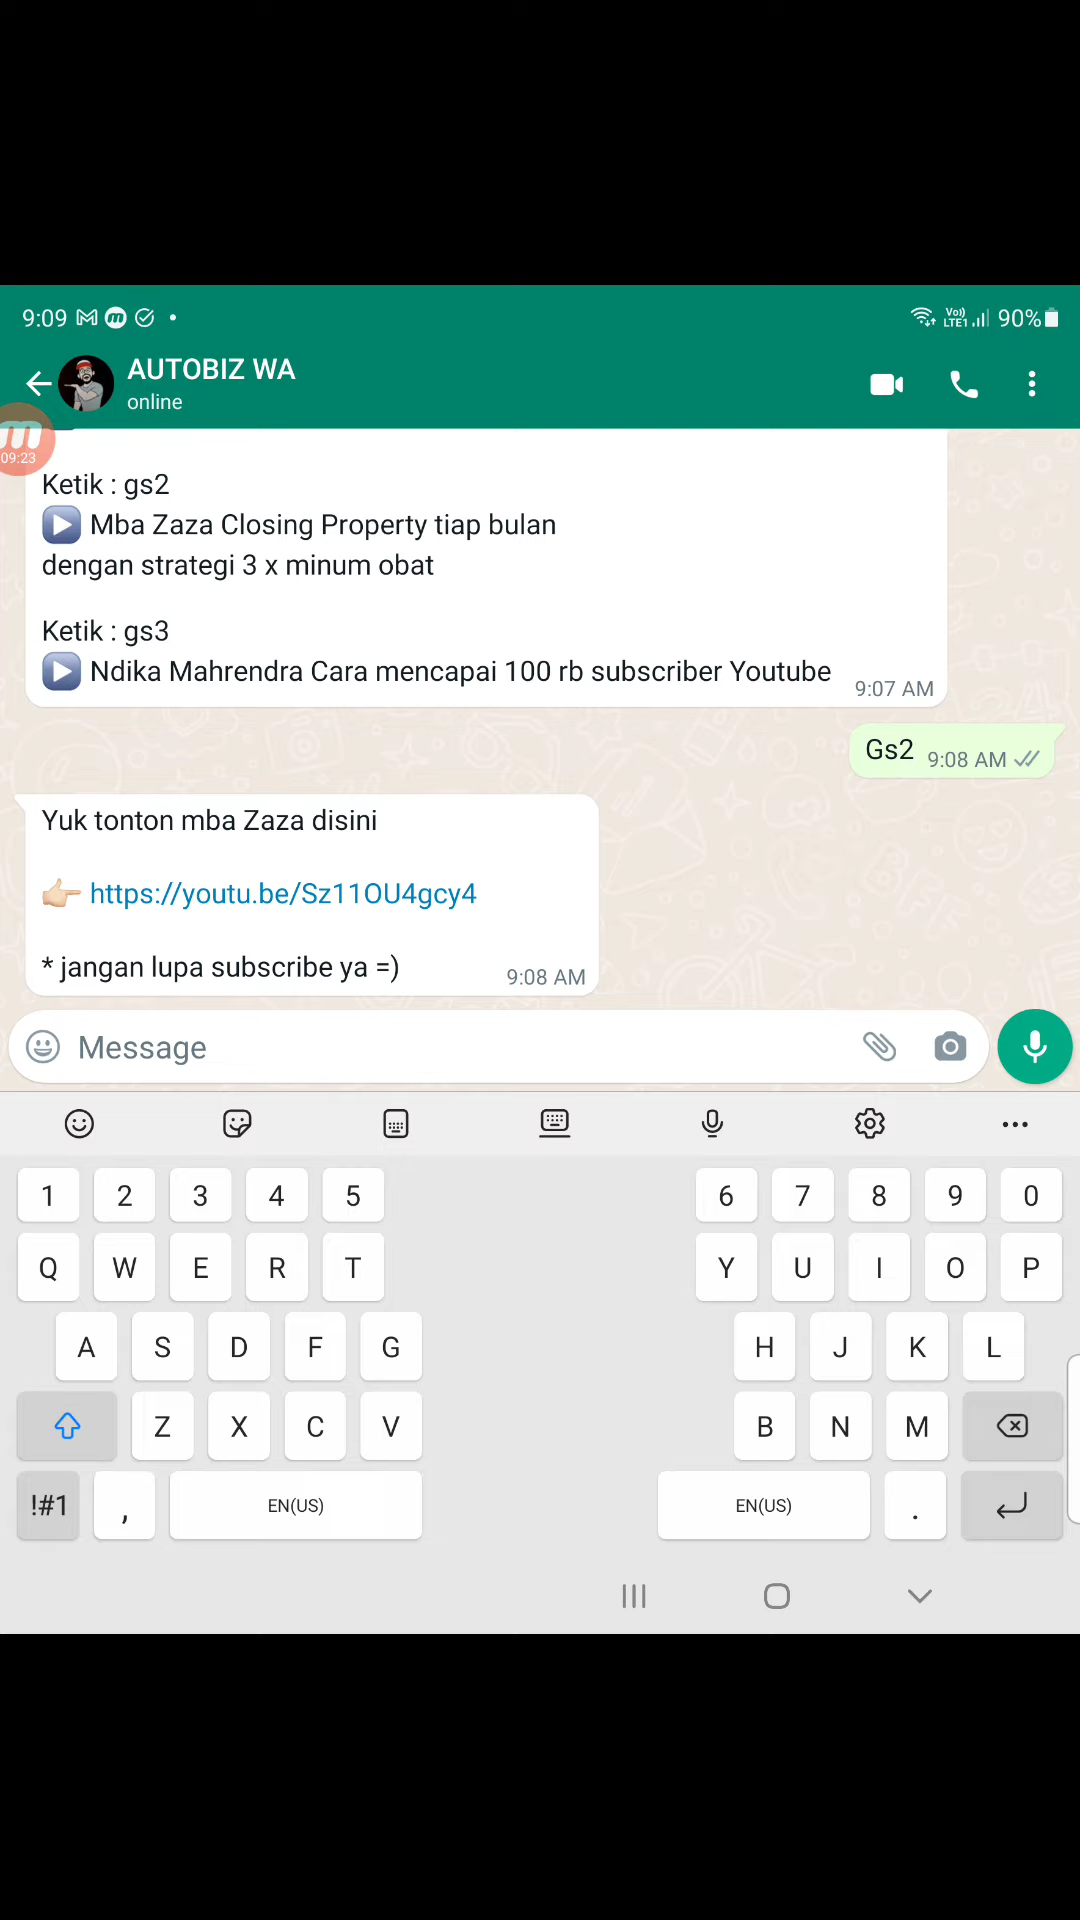 9:09
Vo))
LTE1
90%
AUTOBIZ WA
online
09:23
Ketik : gs2
Mba Zaza Closing Property tiap bulan
dengan strategi 3 x minum obat
Ketik : gs3
Ndika Mahrendra Cara mencapai 100 rb subscriber Youtube
9:07 AM
Gs2 9:08 AM
Yuk tonton mba Zaza disini
👉🏻 https://youtu.be/Sz11OU4gcy4
* jangan lupa subscribe ya =)
9:08 AM
Message
1 2 3 4 5 6 7 8 9 0
Q W E R T Y U I O P
A S D F G H J K L
Z X C V B N M
!#1 , EN(US) EN(US) .